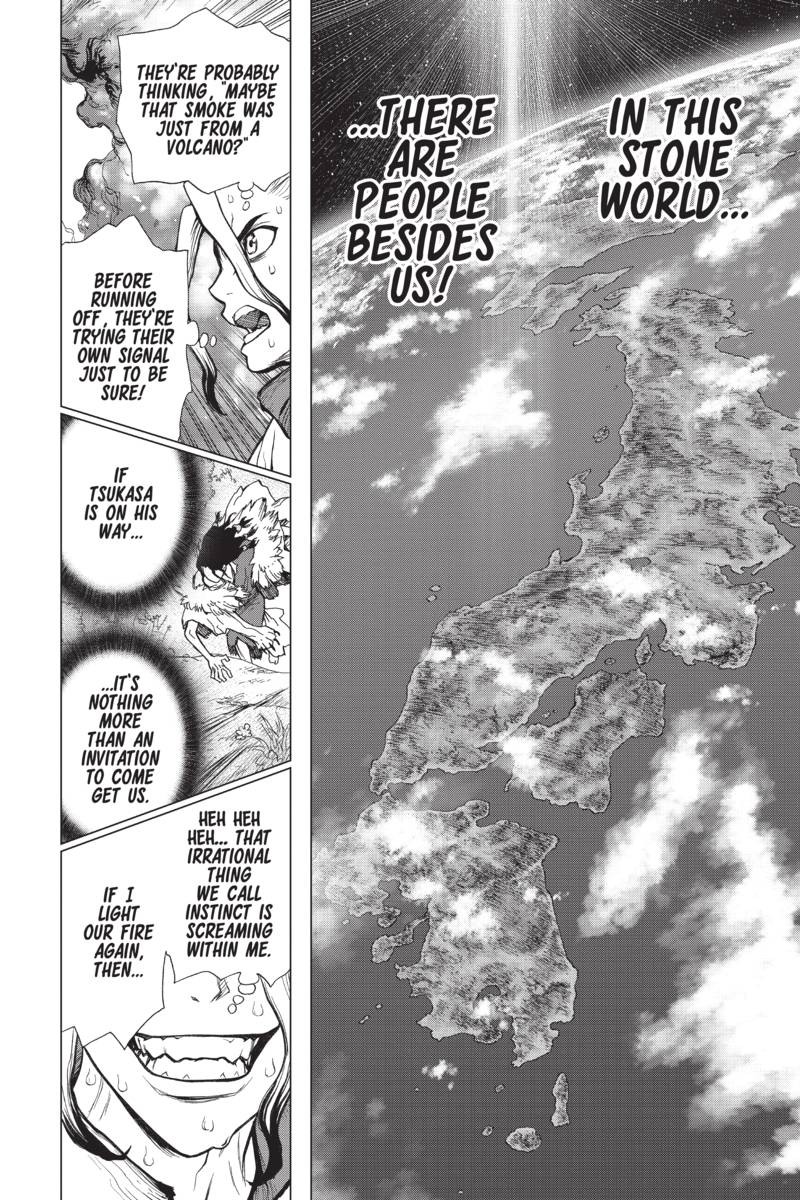 IN THIS
STONE
WORLD...
...THERE
ARE
PEOPLE
BESIDES
US!
THEY'RE PROBABLY
THINKING, "MAYBE
THAT SMOKE WAS
JUST FROM A
VOLCANO?"
BEFORE
RUNNING
OFF, THEY'RE
TRYING THEIR
OWN SIGNAL
JUST TO BE
SURE!
IF
TSUKASA
IS ON HIS
WAY...
...IT'S
NOTHING
MORE
THAN AN
INVITATION
TO COME
GET US.
HEH HEH
HEH... THAT
IRRATIONAL
THING
WE CALL
INSTINCT IS
SCREAMING
WITHIN ME.
IF I
LIGHT
OUR FIRE
AGAIN,
THEN...